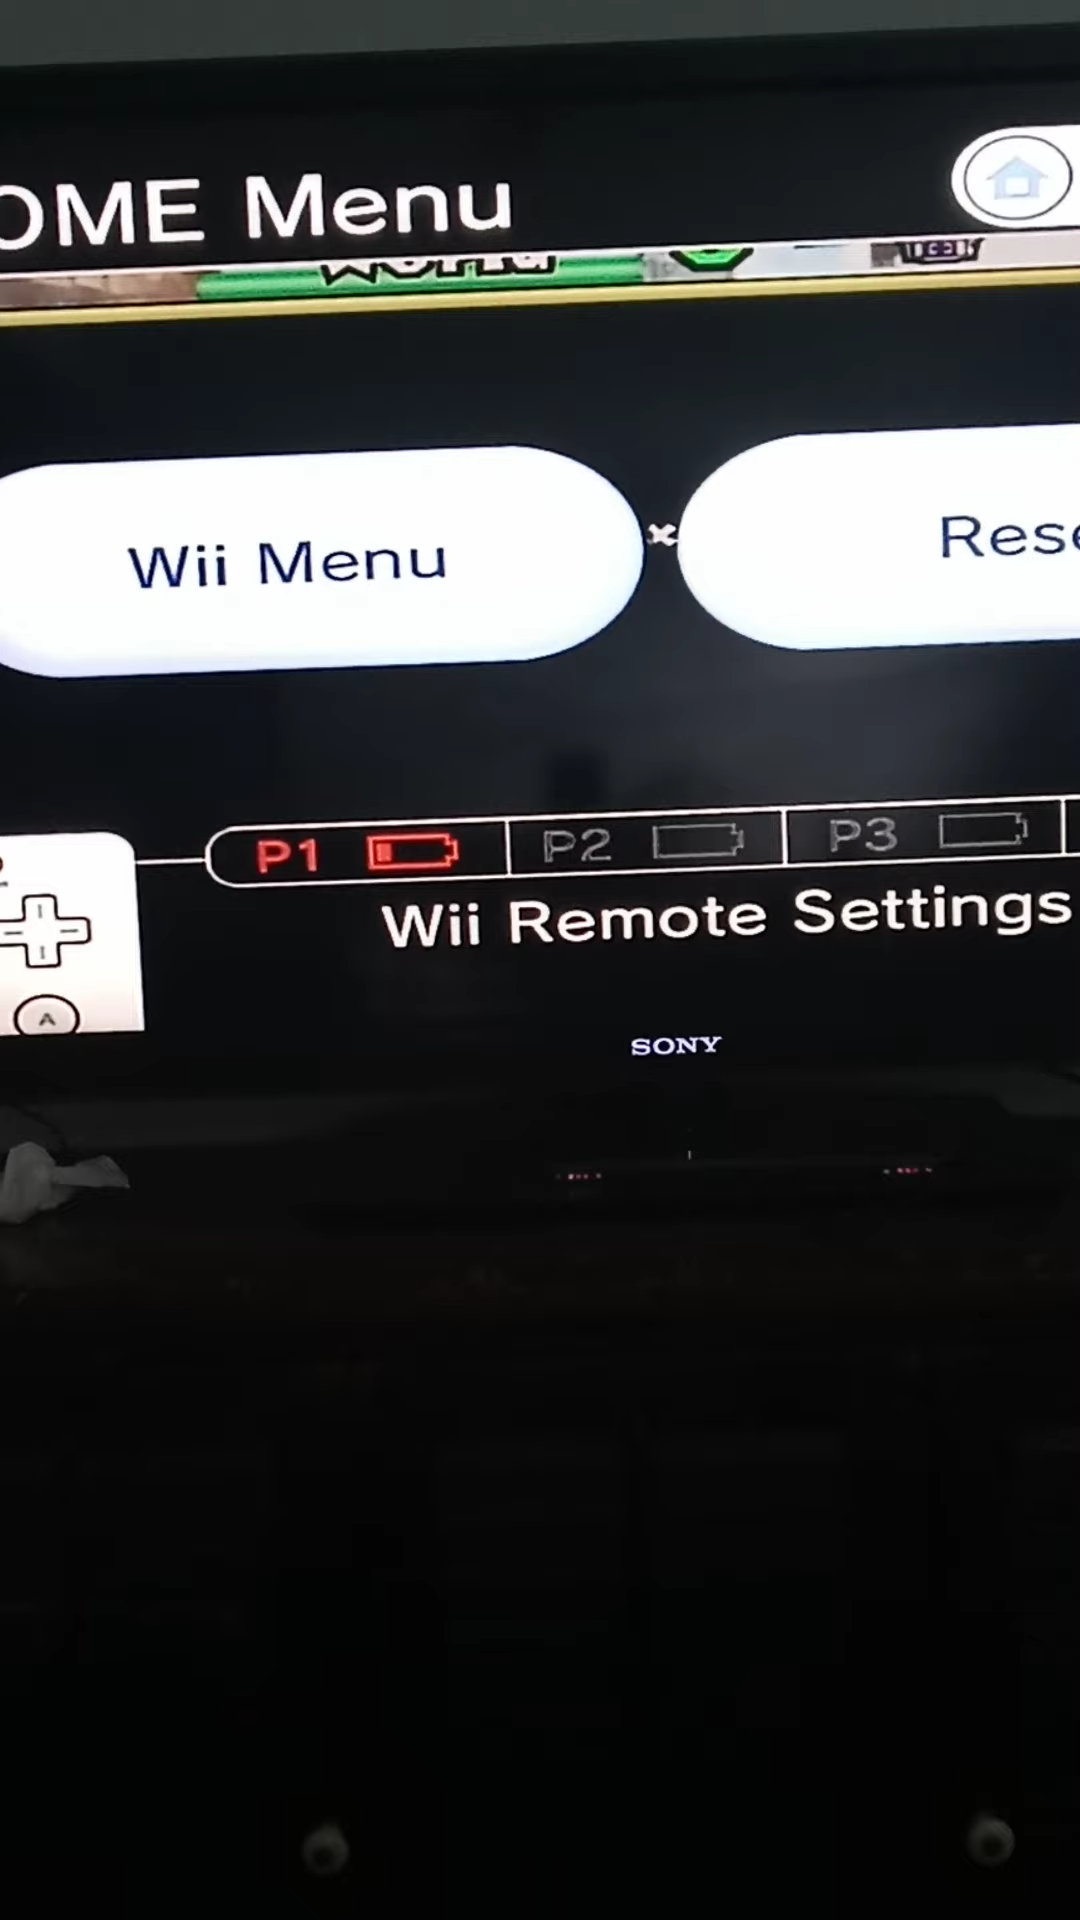 OME Menu
Wii Menu
Rese
P1 P2 P3
Wii Remote Settings
A
SONY